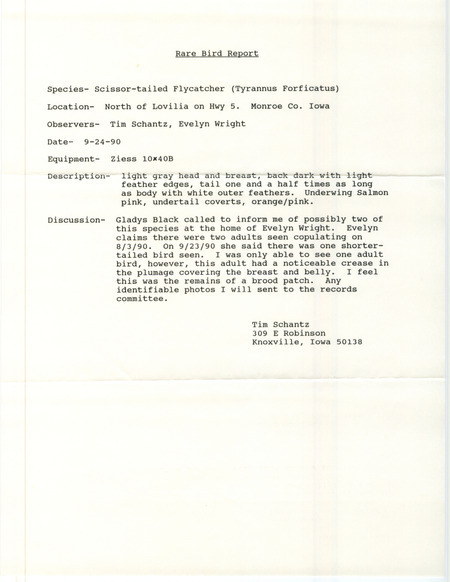 Rare Bird Report
Species- Scissor-tailed Flycatcher (Tyrannus Forficatus)
Location- North of Lovilia on Hwy 5. Monroe Co. Iowa
Observers- Tim Schantz, Evelyn Wright
Date- 9-24-90
Equipment- Ziess 10x40B
Description- light gray head and breast, back dark with light
feather edges, tail one and a half times as long
as body with white outer feathers. Underwing Salmon
pink, undertail coverts, orange/pink.
Discussion- Gladys Black called to inform me of possibly two of
this species at the home of Evelyn Wright. Evelyn
claims there were two adults seen copulating on
8/3/90. On 9/23/90 she said there was one shorter-
tailed bird seen. I was only able to see one adult
bird, however, this adult had a noticeable crease in
the plumage covering the breast and belly. I feel
this was the remains of a brood patch. Any
identifiable photos I will sent to the records
committee.
Tim Schantz
309 E Robinson
Knoxville, Iowa 50138